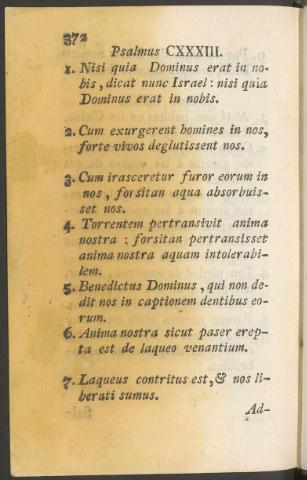 372
Psalmus CXXXIII.
1. Nisi quia Dominus erat in no-
bis, dicat nunc Israel: nisi quia
Dominus erat in nobis.
2. Cum exurgerent homines in nos,
forte vivos deglutissent nos.
3. Cum irasceretur furor eorum in
nos, forsitan aqua absorbuis-
set nos.
4. Torrentem pertransivit anima
nostra: forsitan pertransisset
anima nostra aquam intolerabi-
lem.
5. Benedictus Dominus, qui non de-
dit nos in captionem dentibus eo-
rum.
6. Anima nostra sicut paser erep-
ta est de laqueo venantium.
7. Laqueus contritus est, & nos li-
berati sumus.
Ad-